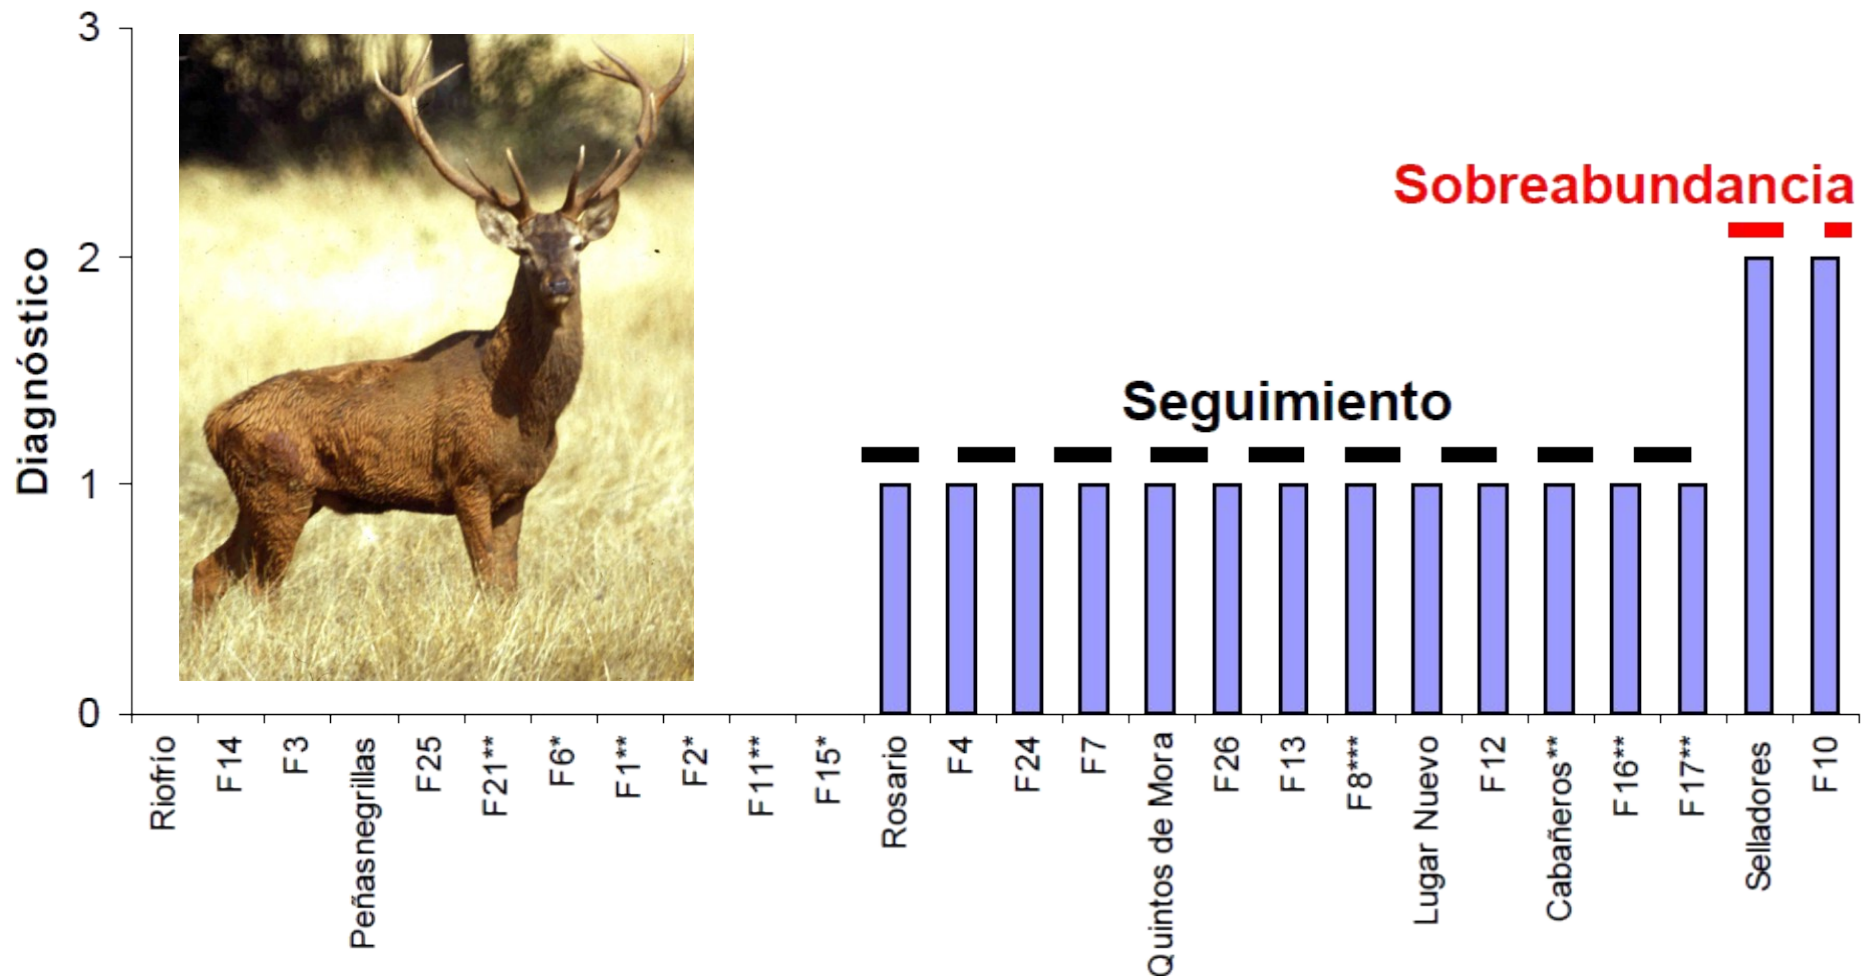 3
2
1
0
Diagnóstico
Sobreabundancia
Seguimiento
Riofrío
F14
F3
Peñasnegrillas
F25
F21**
F6*
F1**
F2*
F11**
F15*
Rosario
F4
F24
F7
Quintos de Mora
F26
F13
F8***
Lugar Nuevo
F12
Cabañeros**
F16**
F17**
Selladores
F10